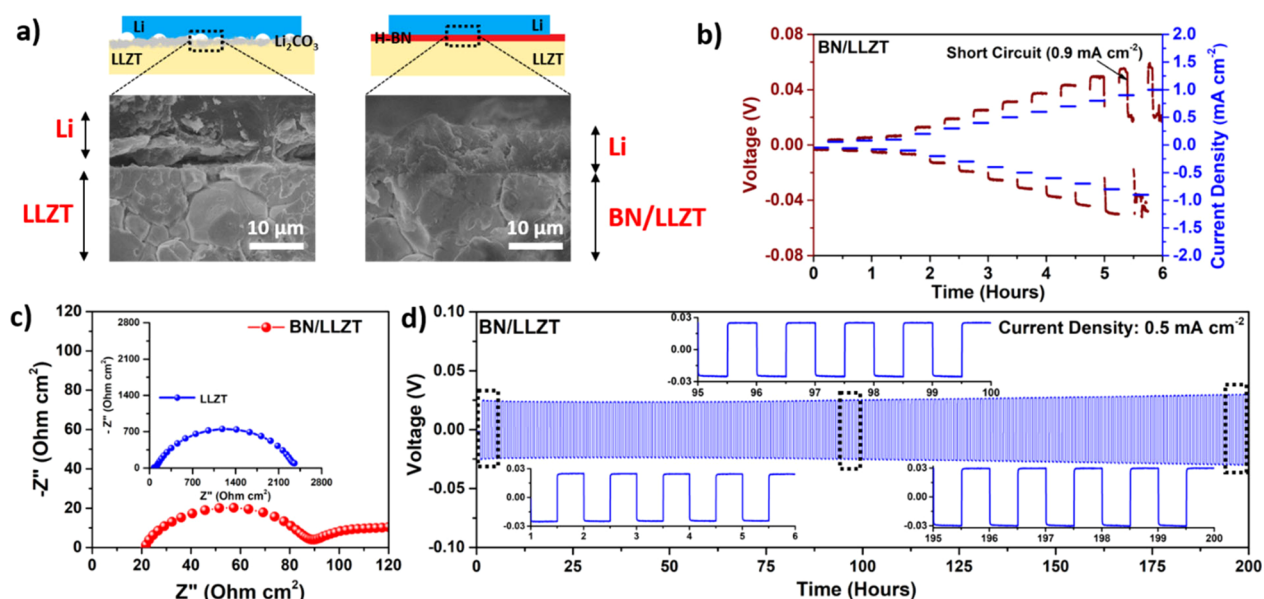 a)
Li
Li2CO3
LLZT
H-BN
LLZT
Li
LLZT
10 µm
10 µm
Li
BN/LLZT
b)
BN/LLZT
Short Circuit (0.9 mA cm-2)
Voltage (V)
0.08
0.04
0.00
-0.04
-0.08
2.0
1.5
1.0
0.5
0.0
-0.5
-1.0
-1.5
-2.0
Current Density (mA cm-2)
0 1 2 3 4 5 6
Time (Hours)
c)
BN/LLZT
-Z'' (Ohm cm2)
120
100
80
60
40
20
0
0 20 40 60 80 100 120
Z'' (Ohm cm2)
LLZT
- Z'' (Ohm cm2)
2800
2100
1400
700
0
0 700 1400 2100 2800
Z'' (Ohm cm2)
d)
BN/LLZT
Current Density: 0.5 mA cm-2
Voltage (V)
0.10
0.05
0.00
-0.05
-0.10
0 25 50 75 100 125 150 175 200
Time (Hours)
0.03
0.00
-0.03
95 96 97 98 99 100
0.03
0.00
-0.03
1 2 3 4 5 6
0.03
0.00
-0.03
195 196 197 198 199 200